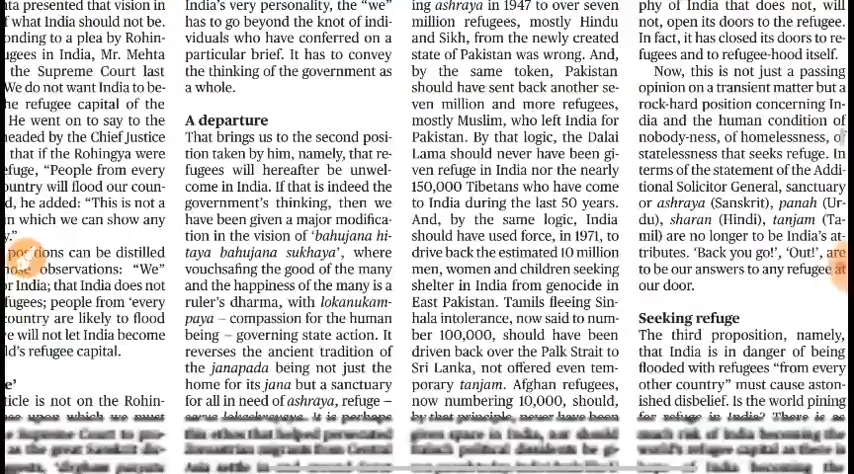 ta presented that vision in
f what India should not be.
onding to a plea by Rohin-
ugees in India, Mr. Mehta
the Supreme Court last
We do not want India to be-
he refugee capital of the
He went on to say to the
headed by the Chief Justice
that if the Rohingya were
efuge, “People from every
ountry will flood our coun-
d, he added: “This is not a
n which we can show any
y.”
positions can be distilled
hose observations: “We”
or India; that India does not
fugees; people from ‘every
country are likely to flood
e will not let India become
ld’s refugee capital.
e’
ticle is not on the Rohin-
India’s very personality, the “we”
has to go beyond the knot of indi-
viduals who have conferred on a
particular brief. It has to convey
the thinking of the government as
a whole.
A departure
That brings us to the second posi-
tion taken by him, namely, that re-
fugees will hereafter be unwel-
come in India. If that is indeed the
government’s thinking, then we
have been given a major modifica-
tion in the vision of ‘bahujana hi-
taya bahujana sukhaya’, where
vouchsafing the good of the many
and the happiness of the many is a
ruler’s dharma, with lokanukam-
paya – compassion for the human
being – governing state action. It
reverses the ancient tradition of
the janapada being not just the
home for its jana but a sanctuary
for all in need of ashraya, refuge –
ing ashraya in 1947 to over seven
million refugees, mostly Hindu
and Sikh, from the newly created
state of Pakistan was wrong. And,
by the same token, Pakistan
should have sent back another se-
ven million and more refugees,
mostly Muslim, who left India for
Pakistan. By that logic, the Dalai
Lama should never have been gi-
ven refuge in India nor the nearly
150,000 Tibetans who have come
to India during the last 50 years.
And, by the same logic, India
should have used force, in 1971, to
drive back the estimated 10 million
men, women and children seeking
shelter in India from genocide in
East Pakistan. Tamils fleeing Sin-
hala intolerance, now said to num-
ber 100,000, should have been
driven back over the Palk Strait to
Sri Lanka, not offered even tem-
porary tanjam. Afghan refugees,
now numbering 10,000, should,
by that principle, never have been
phy of India that does not, will
not, open its doors to the refugee.
In fact, it has closed its doors to re-
fugees and to refugee-hood itself.
Now, this is not just a passing
opinion on a transient matter but a
rock-hard position concerning In-
dia and the human condition of
nobody-ness, of homelessness, of
statelessness that seeks refuge. In
terms of the statement of the Addi-
tional Solicitor General, sanctuary
or ashraya (Sanskrit), panah (Ur-
du), sharan (Hindi), tanjam (Ta-
mil) are no longer to be India’s at-
tributes. ‘Back you go!’, ‘Out!’, are
to be our answers to any refugee at
our door.
Seeking refuge
The third proposition, namely,
that India is in danger of being
flooded with refugees “from every
other country” must cause aston-
ished disbelief. Is the world pining
for refuge in India? There is as